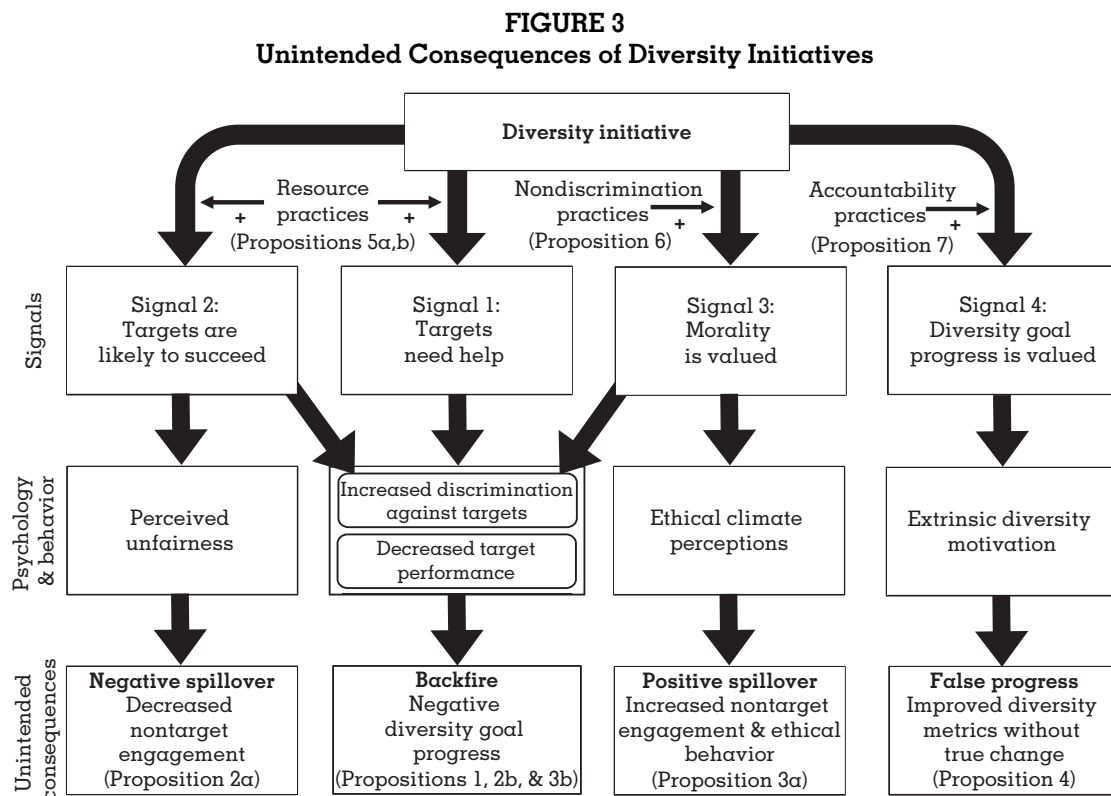 FIGURE 3
Unintended Consequences of Diversity Initiatives
Diversity initiative
Resource
practices
+
+
(Propositions 5a,b)
Nondiscrimination
practices
+
(Proposition 6)
Accountability
practices
+
(Proposition 7)
Signals
Signal 2:
Targets are
likely to succeed
Signal 1:
Targets
need help
Signal 3:
Morality
is valued
Signal 4:
Diversity goal
progress is valued
Psychology
& behavior
Perceived
unfairness
Increased discrimination
against targets
Decreased target
performance
Ethical climate
perceptions
Extrinsic diversity
motivation
Unintended
consequences
Negative spillover
Decreased
nontarget
engagement
(Proposition 2a)
Backfire
Negative
diversity goal
progress
(Propositions 1, 2b, & 3b)
Positive spillover
Increased nontarget
engagement & ethical
behavior
(Proposition 3a)
False progress
Improved diversity
metrics without
true change
(Proposition 4)